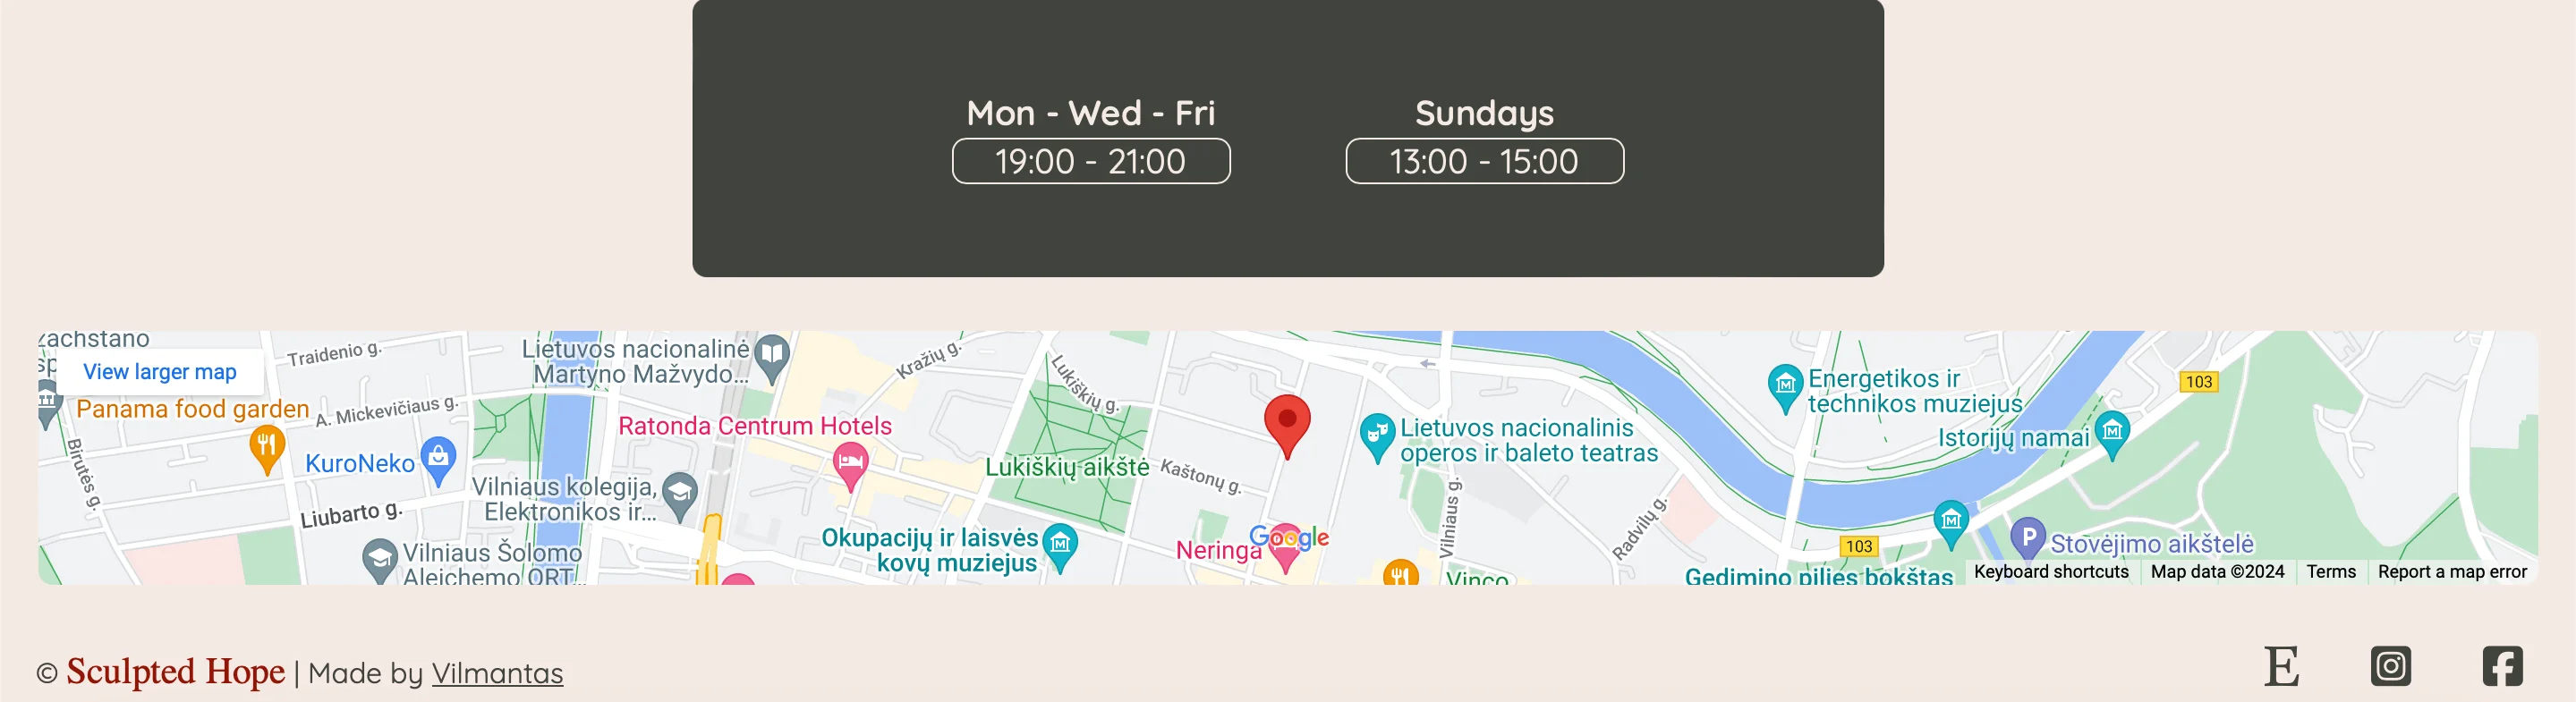 Mon - Wed - Fri
19:00 - 21:00
Sundays
13:00 - 15:00
View larger map
Panama food garden
Traidenio g.
A. Mickevičiaus g.
Birutės g.
KuroNeko
Liubarto g.
Vilniaus kolegija,
Elektronikos ir...
Vilniaus Šolomo
Aleichemo ORT...
Lietuvos nacionalinė
Martyno Mažvydo...
Kražių g.
Ratonda Centrum Hotels
Lukiškių g.
Lukiškių aikštė
Kaštonų g.
Okupacijų ir laisvės
kovų muziejus
Neringa
Google
Lietuvos nacionalinis
operos ir baleto teatras
Vilniaus g.
Vinco
Radvilų g.
Energetikos ir
technikos muziejus
Istorijų namai
103
103
Stovėjimo aikštelė
Gedimino pilies bokštas
Keyboard shortcuts
Map data ©2024
Terms
Report a map error
© Sculpted Hope | Made by Vilmantas